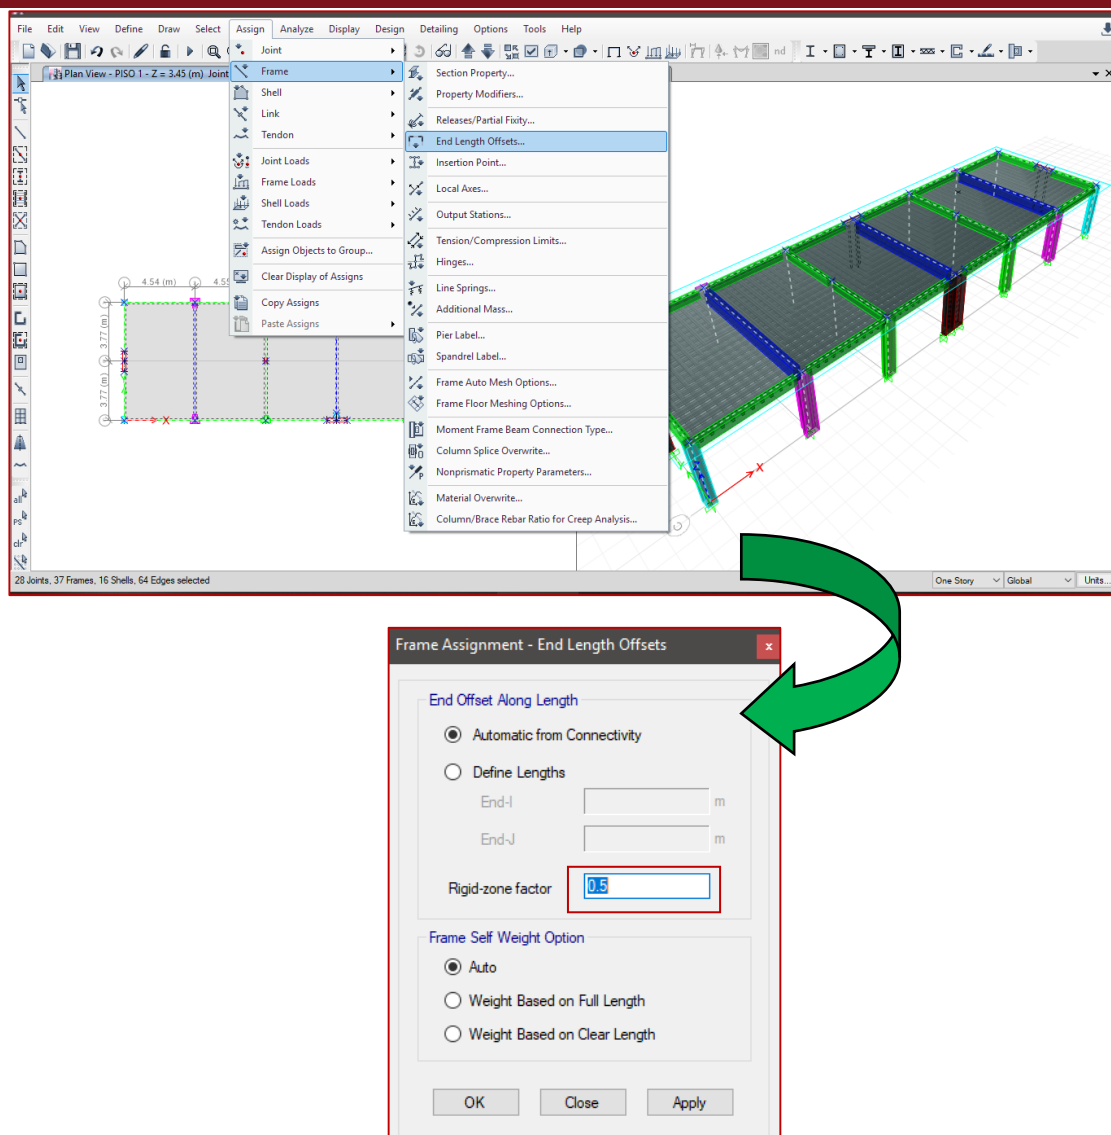 File Edit View Define Draw Select Assign Analyze Display Design Detailing Options Tools Help
nd
Plan View - PISO 1 - Z = 3.45 (m) Joint
Joint
Frame
Shell
Link
Tendon
Joint Loads
Frame Loads
Shell Loads
Tendon Loads
Assign Objects to Group...
Clear Display of Assigns
Copy Assigns
Paste Assigns
Section Property...
Property Modifiers...
Releases/Partial Fixity...
End Length Offsets...
Insertion Point...
Local Axes...
Output Stations...
Tension/Compression Limits...
Hinges...
Line Springs...
Additional Mass...
Pier Label...
Spandrel Label...
Frame Auto Mesh Options...
Frame Floor Meshing Options...
Moment Frame Beam Connection Type...
Column Splice Overwrite...
Nonprismatic Property Parameters...
Material Overwrite...
Column/Brace Rebar Ratio for Creep Analysis...
4.54 (m) 4.55
3.77 (m)
3.77 (m)
X
X
all
ps
clr
28 Joints, 37 Frames, 16 Shells, 64 Edges selected
One Story Global Units...
Frame Assignment - End Length Offsets
x
End Offset Along Length
Automatic from Connectivity
Define Lengths
End-I m
End-J m
Rigid-zone factor 0.5
Frame Self Weight Option
Auto
Weight Based on Full Length
Weight Based on Clear Length
OK Close Apply